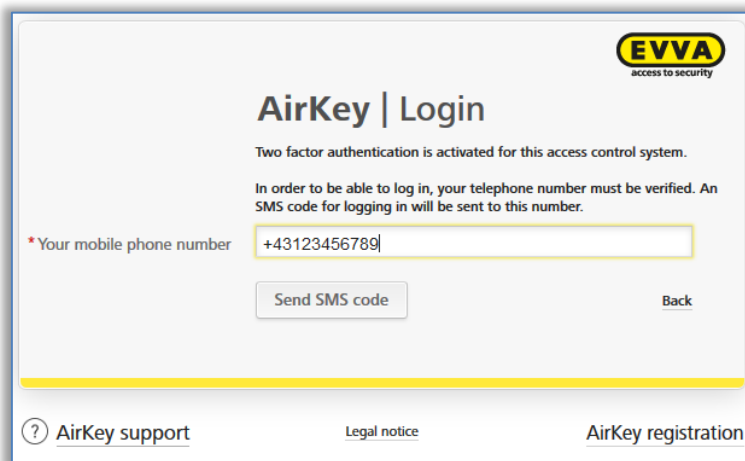 EVVA
access to security
AirKey | Login
Two factor authentication is activated for this access control system.
In order to be able to log in, your telephone number must be verified. An
SMS code for logging in will be sent to this number.
* Your mobile phone number
+43123456789
Send SMS code
Back
? AirKey support
Legal notice
AirKey registration